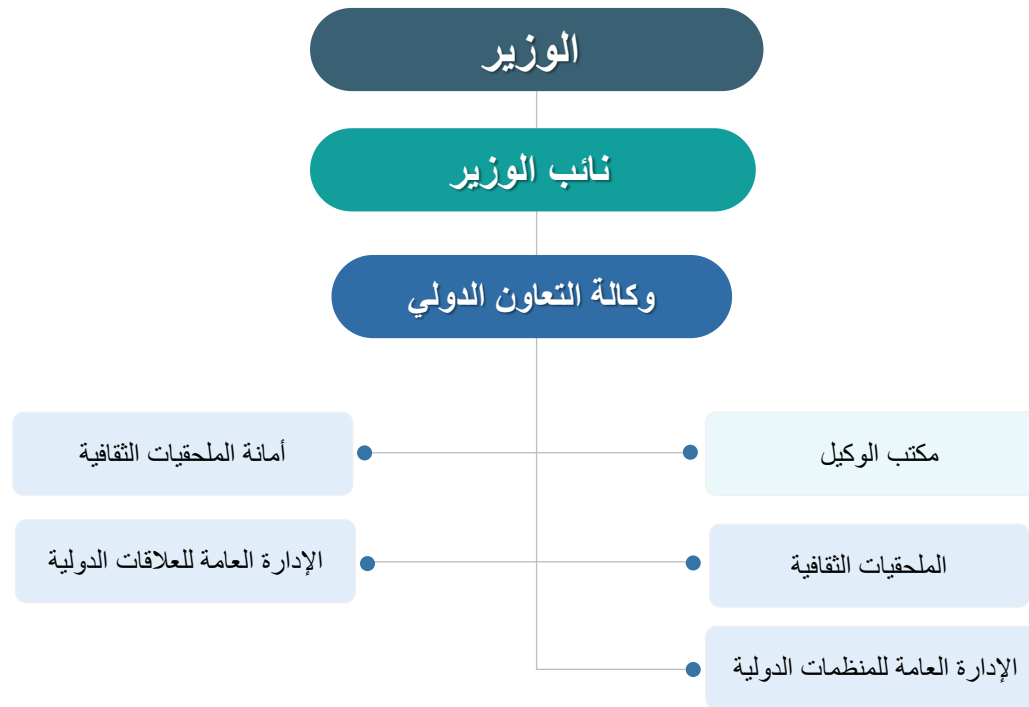 الوزير
نائب الوزير
وكالة التعاون الدولي
مكتب الوكيل
أمانة الملحقيات الثقافية
الملحقيات الثقافية
الإدارة العامة للعلاقات الدولية
الإدارة العامة للمنظمات الدولية